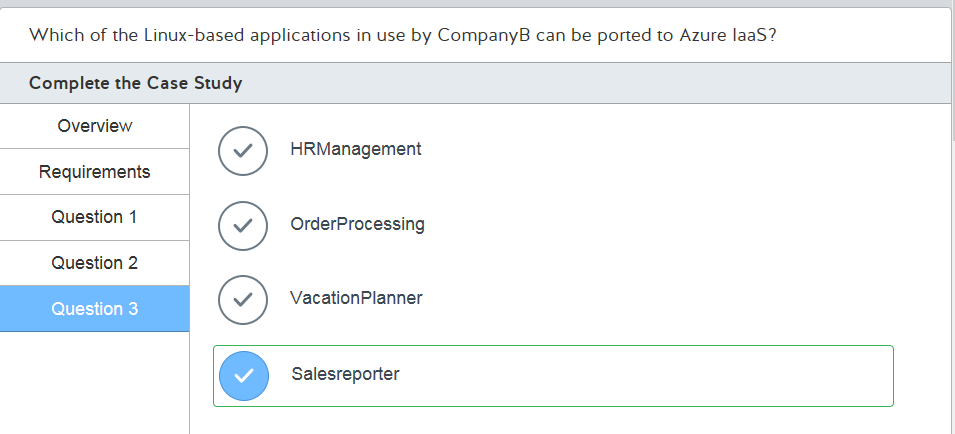 Which of the Linux-based applications in use by CompanyB can be ported to Azure IaaS?
Complete the Case Study
Overview
Requirements
Question 1
Question 2
Question 3
HRManagement
OrderProcessing
VacationPlanner
Salesreporter